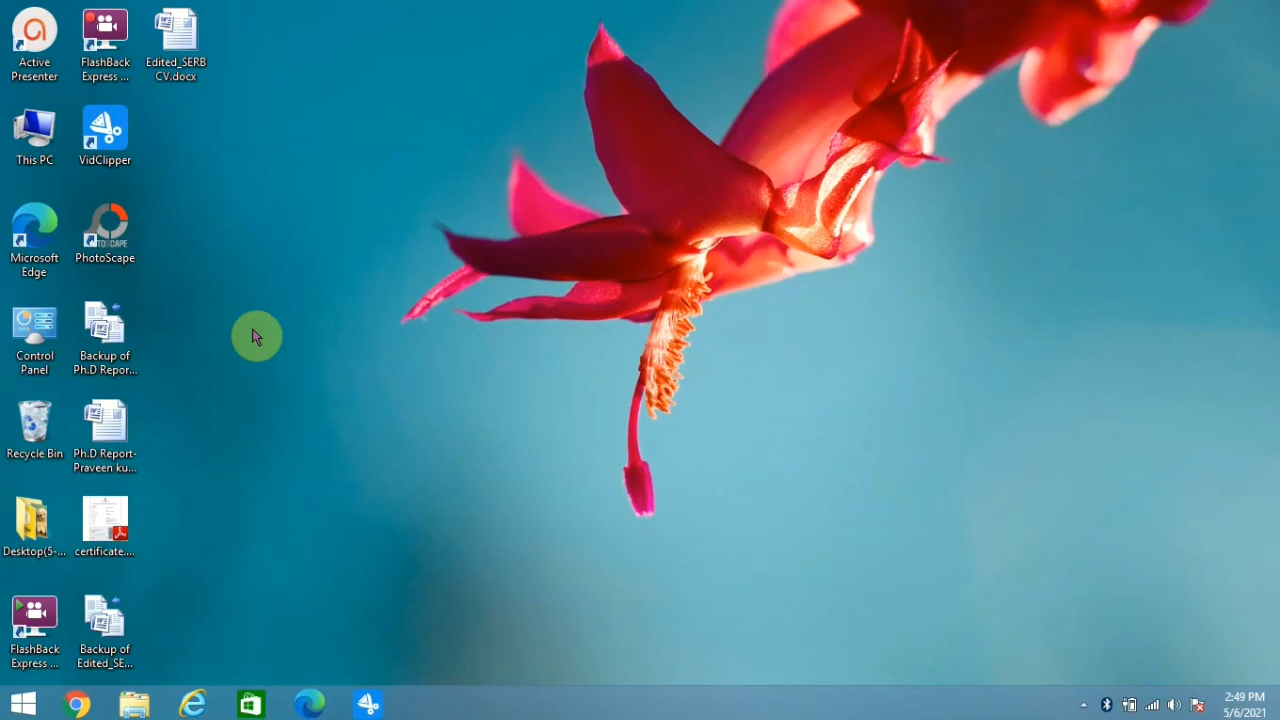 Active
Presenter
FlashBack
Express ...
Edited_SERB
CV.docx
This PC
VidClipper
Microsoft
Edge
PhotoScape
Control
Panel
Backup of
Ph.D Repor...
Recycle Bin
Ph.D Report-
Praveen ku...
Desktop(5-...
certificate....
FlashBack
Express ...
Backup of
Edited_SE...
2:49 PM
5/6/2021